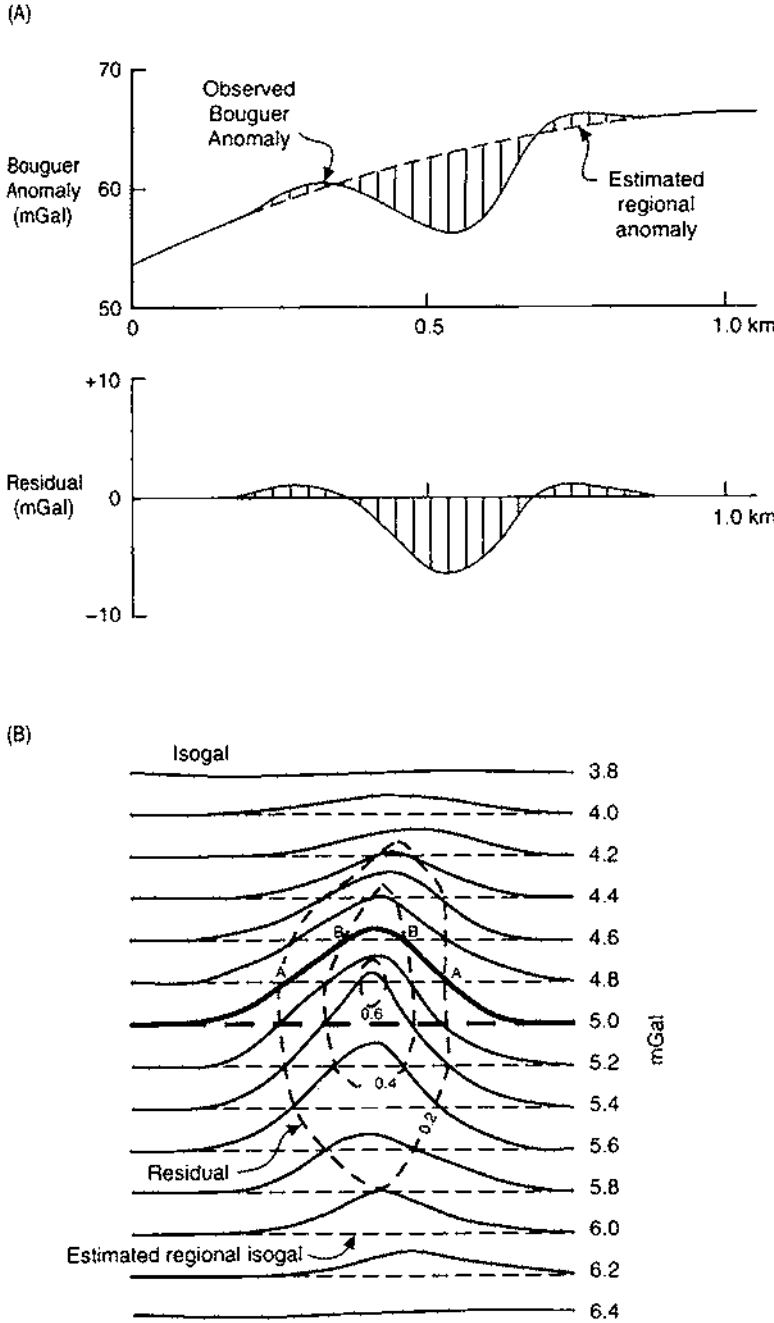 (A)
70
Observed
Bouguer
Anomaly
Bouguer
Anomaly
(mGal)
60
Estimated
regional
anomaly
50
0
0.5
1.0 km
+10
Residual
(mGal)
0
1.0 km
−10
(B)
Isogal
3.8
4.0
4.2
4.4
B
B
4.6
A
A
4.8
0.6
5.0
mGal
5.2
0.4
5.4
0.2
5.6
Residual
5.8
6.0
Estimated regional isogal
6.2
6.4